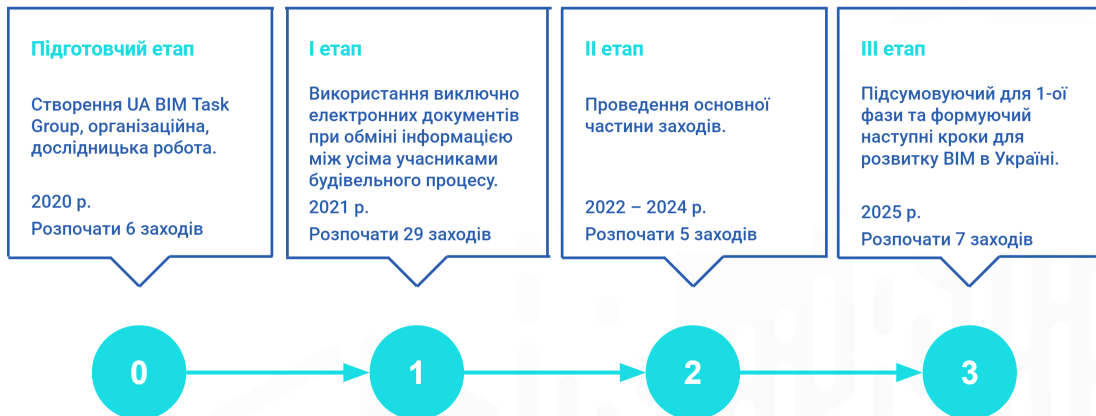 Підготовчий етап
Створення UA BIM Task
Group, організаційна,
дослідницька робота.
2020 р.
Розпочати 6 заходів
І етап
Використання виключно
електронних документів
при обміні інформацією
між усіма учасниками
будівельного процесу.
2021 р.
Розпочати 29 заходів
ІІ етап
Проведення основної
частини заходів.
2022 – 2024 р.
Розпочати 5 заходів
ІІІ етап
Підсумовуючий для 1-ої
фази та формуючий
наступні кроки для
розвитку BIM в Україні.
2025 р.
Розпочати 7 заходів
0
1
2
3